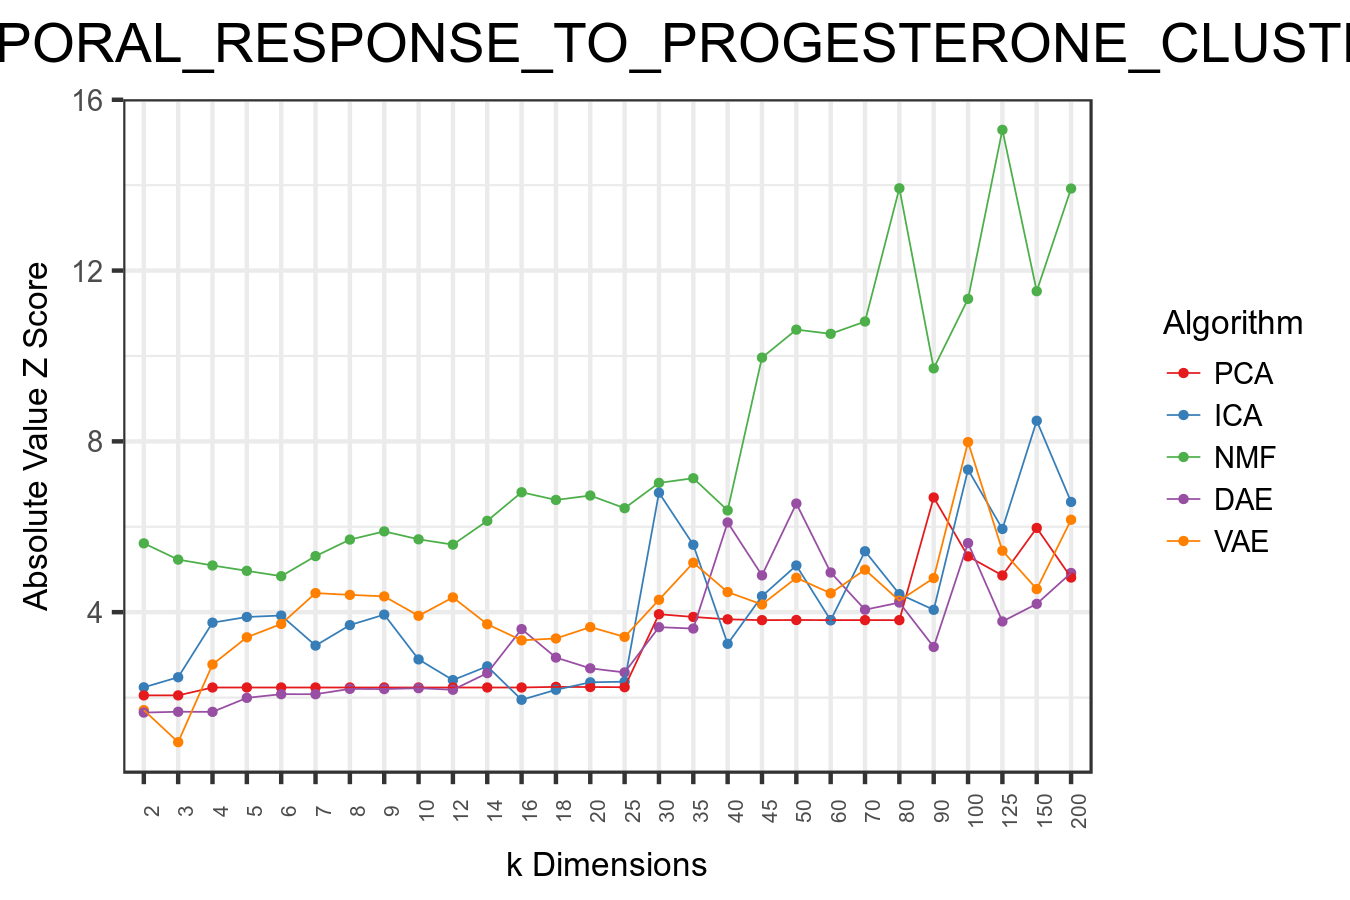 PORAL_RESPONSE_TO_PROGESTERONE_CLUST
16
12
8
4
Absolute Value Z Score
2 3 4 5 6 7 8 9 10 12 14 16 18 20 25 30 35 40 45 50 60 70 80 90 100 125 150 200
k Dimensions
Algorithm
PCA
ICA
NMF
DAE
VAE